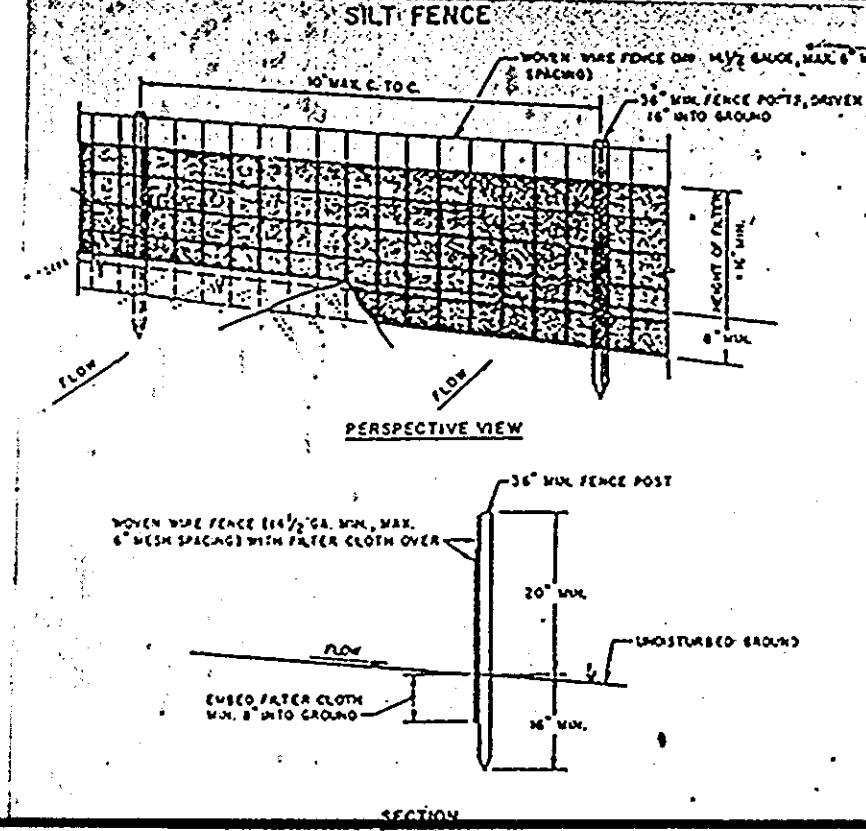 SILT FENCE
WOVEN WIRE FENCE 14 1/2 GAUGE, MAX. 6"
SPACING)
10' MAX. C. TO C.
36" MIN. FENCE POSTS, DRIVEN
16" INTO GROUND
HEIGHT OF FILTER
16" MIN.
8" MIN.
FLOW
FLOW
PERSPECTIVE VIEW
36" MIN. FENCE POST
WOVEN WIRE FENCE (14 1/2 GA. MIN., MAX.
6" MESH SPACING) WITH FILTER CLOTH OVER
20" MIN.
FLOW
UNDISTURBED GROUND
EMBED FILTER CLOTH
MIN. 8" INTO GROUND
16" MIN.
SECTION